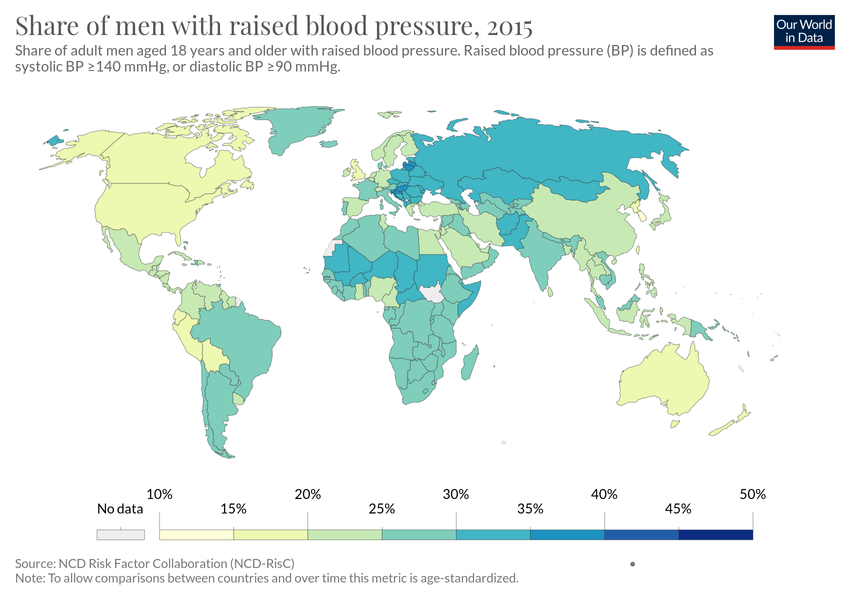 Share of men with raised blood pressure, 2015
Our World
in Data
Share of adult men aged 18 years and older with raised blood pressure. Raised blood pressure (BP) is defined as
systolic BP ≥140 mmHg, or diastolic BP ≥90 mmHg.
10% 20% 30% 40% 50%
No data 15% 25% 35% 45%
Source: NCD Risk Factor Collaboration (NCD-RisC)
Note: To allow comparisons between countries and over time this metric is age-standardized.